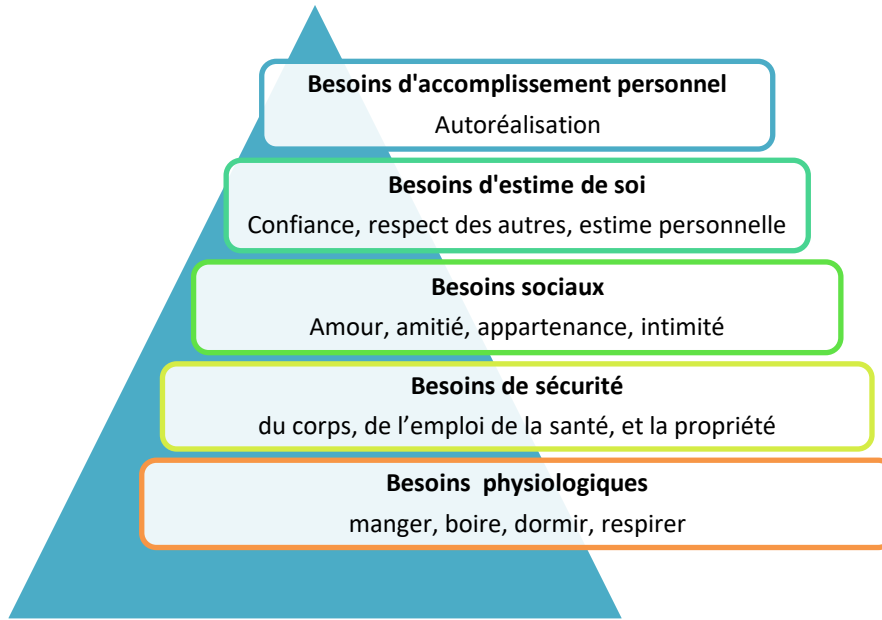 Besoins d'accomplissement personnel
Autoréalisation
Besoins d'estime de soi
Confiance, respect des autres, estime personnelle
Besoins sociaux
Amour, amitié, appartenance, intimité
Besoins de sécurité
du corps, de l’emploi de la santé, et la propriété
Besoins  physiologiques
manger, boire, dormir, respirer